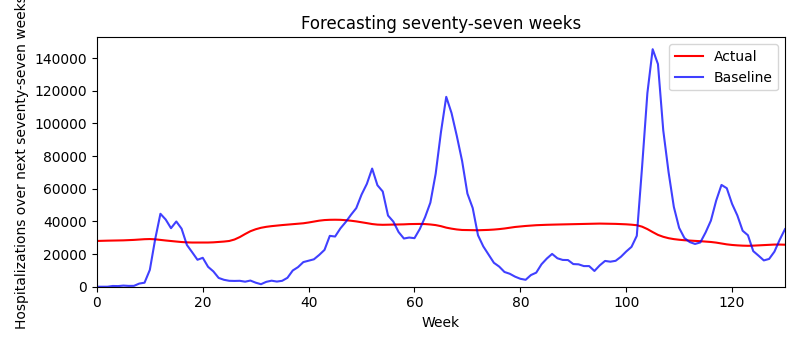 Forecasting seventy-seven weeks
Hospitalizations over next seventy-seven weeks
140000
120000
100000
80000
60000
40000
20000
0
Actual
Baseline
0 20 40 60 80 100 120
Week